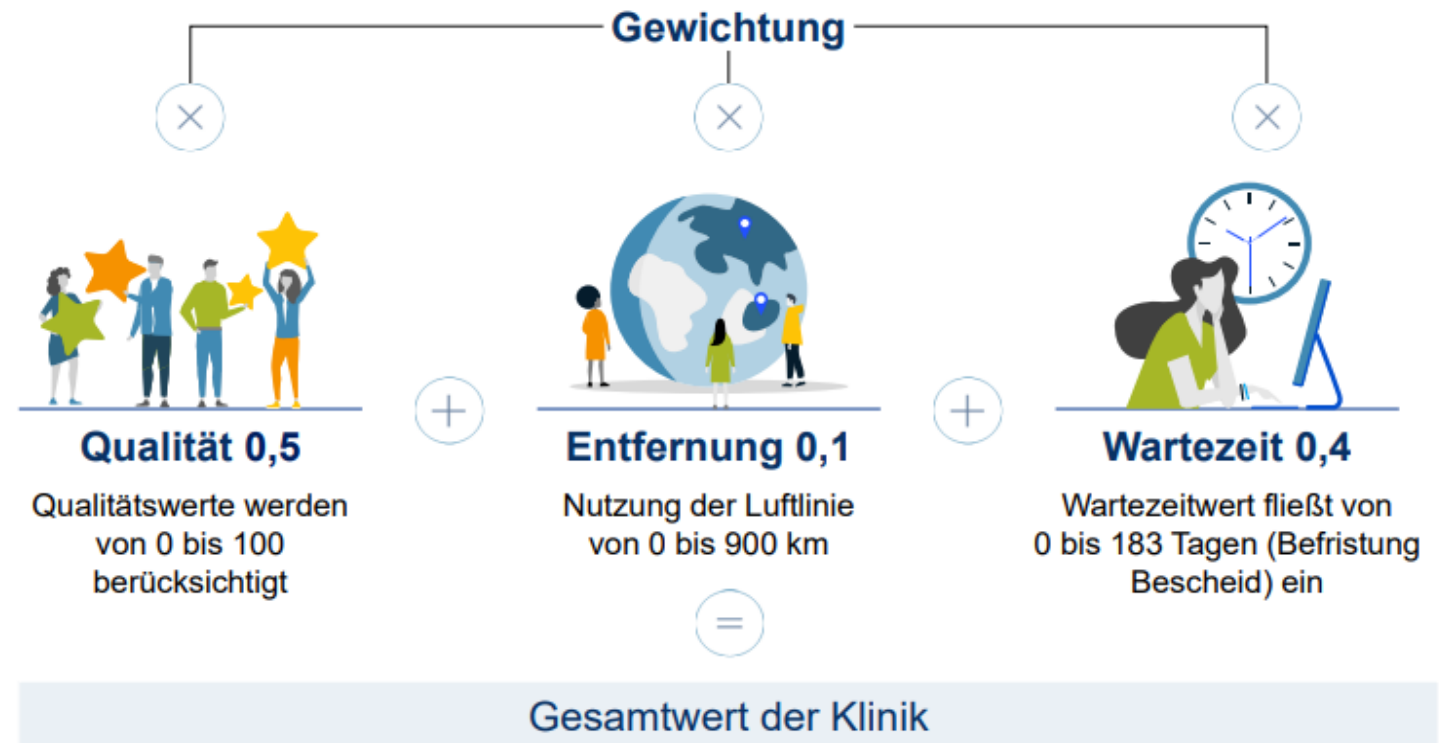 Gewichtung
Qualität 0,5
Qualitätswerte werden
von 0 bis 100
berücksichtigt
Entfernung 0,1
Nutzung der Luftlinie
von 0 bis 900 km
Wartezeit 0,4
Wartezeitwert fließt von
0 bis 183 Tagen (Befristung
Bescheid) ein
Gesamtwert der Klinik